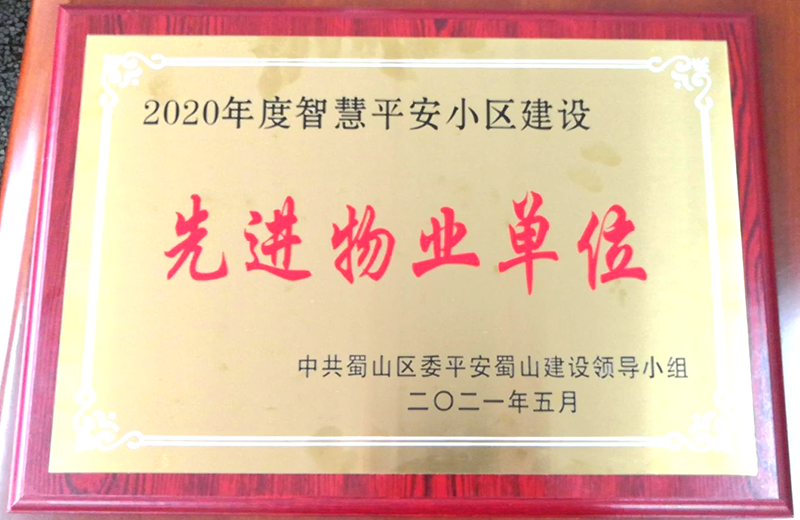 2020年度智慧平安小区建设
先进物业单位
中共蜀山区委平安蜀山建设领导小组
二〇二一年五月